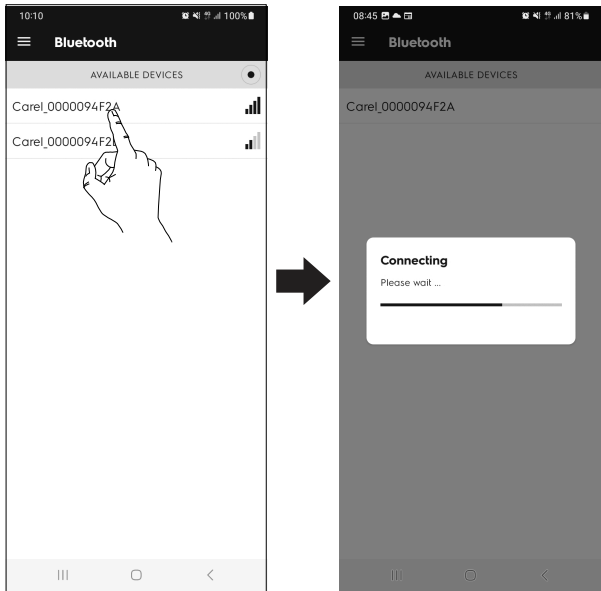 10:10 100%
Bluetooth
AVAILABLE DEVICES
Carel_0000094F2A
Carel_0000094F2
08:45 81%
Bluetooth
AVAILABLE DEVICES
Carel_0000094F2A
Connecting
Please wait ...